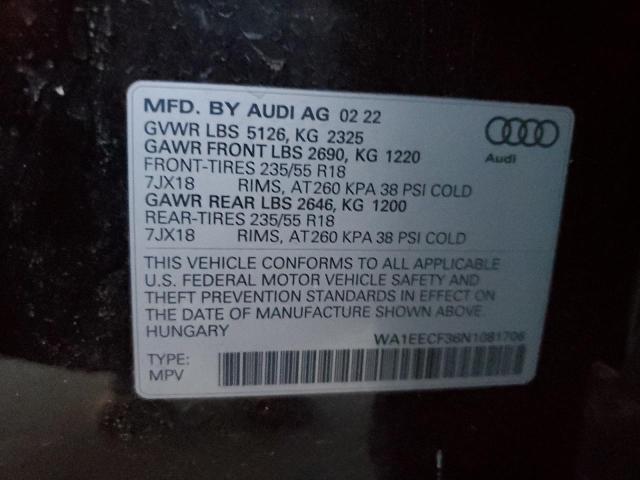 MFD. BY AUDI AG 02 22
GVWR LBS 5126, KG 2325
GAWR FRONT LBS 2690, KG 1220
FRONT-TIRES 235/55 R18
7JX18 RIMS, AT260 KPA 38 PSI COLD
GAWR REAR LBS 2646, KG 1200
REAR-TIRES 235/55 R18
7JX18 RIMS, AT260 KPA 38 PSI COLD
Audi
THIS VEHICLE CONFORMS TO ALL APPLICABLE
U.S. FEDERAL MOTOR VEHICLE SAFETY AND
THEFT PREVENTION STANDARDS IN EFFECT ON
THE DATE OF MANUFACTURE SHOWN ABOVE.
HUNGARY
WA1EECF36N1081706
TYPE:
MPV